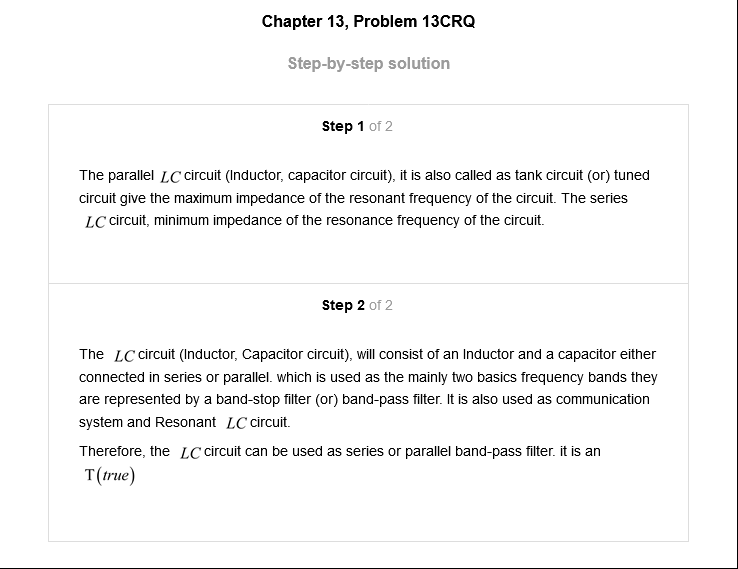 Chapter 13, Problem 13CRQ
Step-by-step solution
Step 1 of 2
The parallel LC circuit (Inductor, capacitor circuit), it is also called as tank circuit (or) tuned
circuit give the maximum impedance of the resonant frequency of the circuit. The series
LC circuit, minimum impedance of the resonance frequency of the circuit.
Step 2 of 2
The LC circuit (Inductor, Capacitor circuit), will consist of an Inductor and a capacitor either
connected in series or parallel. which is used as the mainly two basics frequency bands they
are represented by a band-stop filter (or) band-pass filter. It is also used as communication
system and Resonant LC circuit.
Therefore, the LC circuit can be used as series or parallel band-pass filter. it is an
T(true)